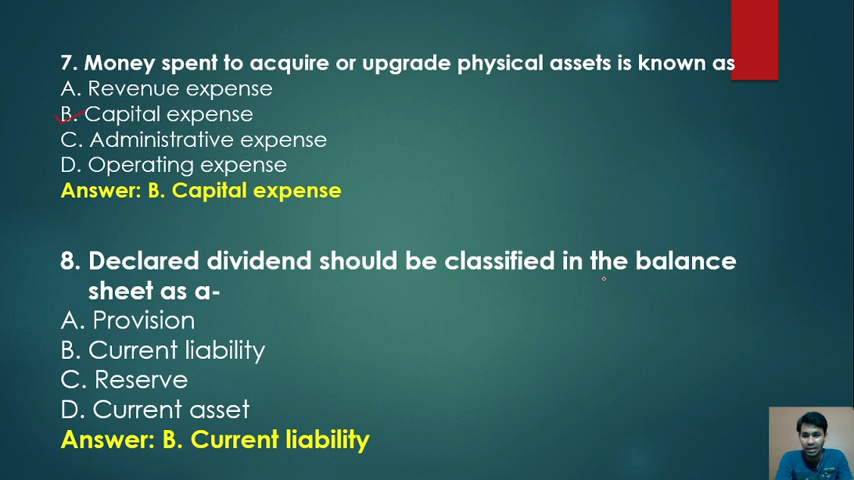 7. Money spent to acquire or upgrade physical assets is known as
A. Revenue expense
B. Capital expense
C. Administrative expense
D. Operating expense
Answer: B. Capital expense
8. Declared dividend should be classified in the balance
sheet as a-
A. Provision
B. Current liability
C. Reserve
D. Current asset
Answer: B. Current liability